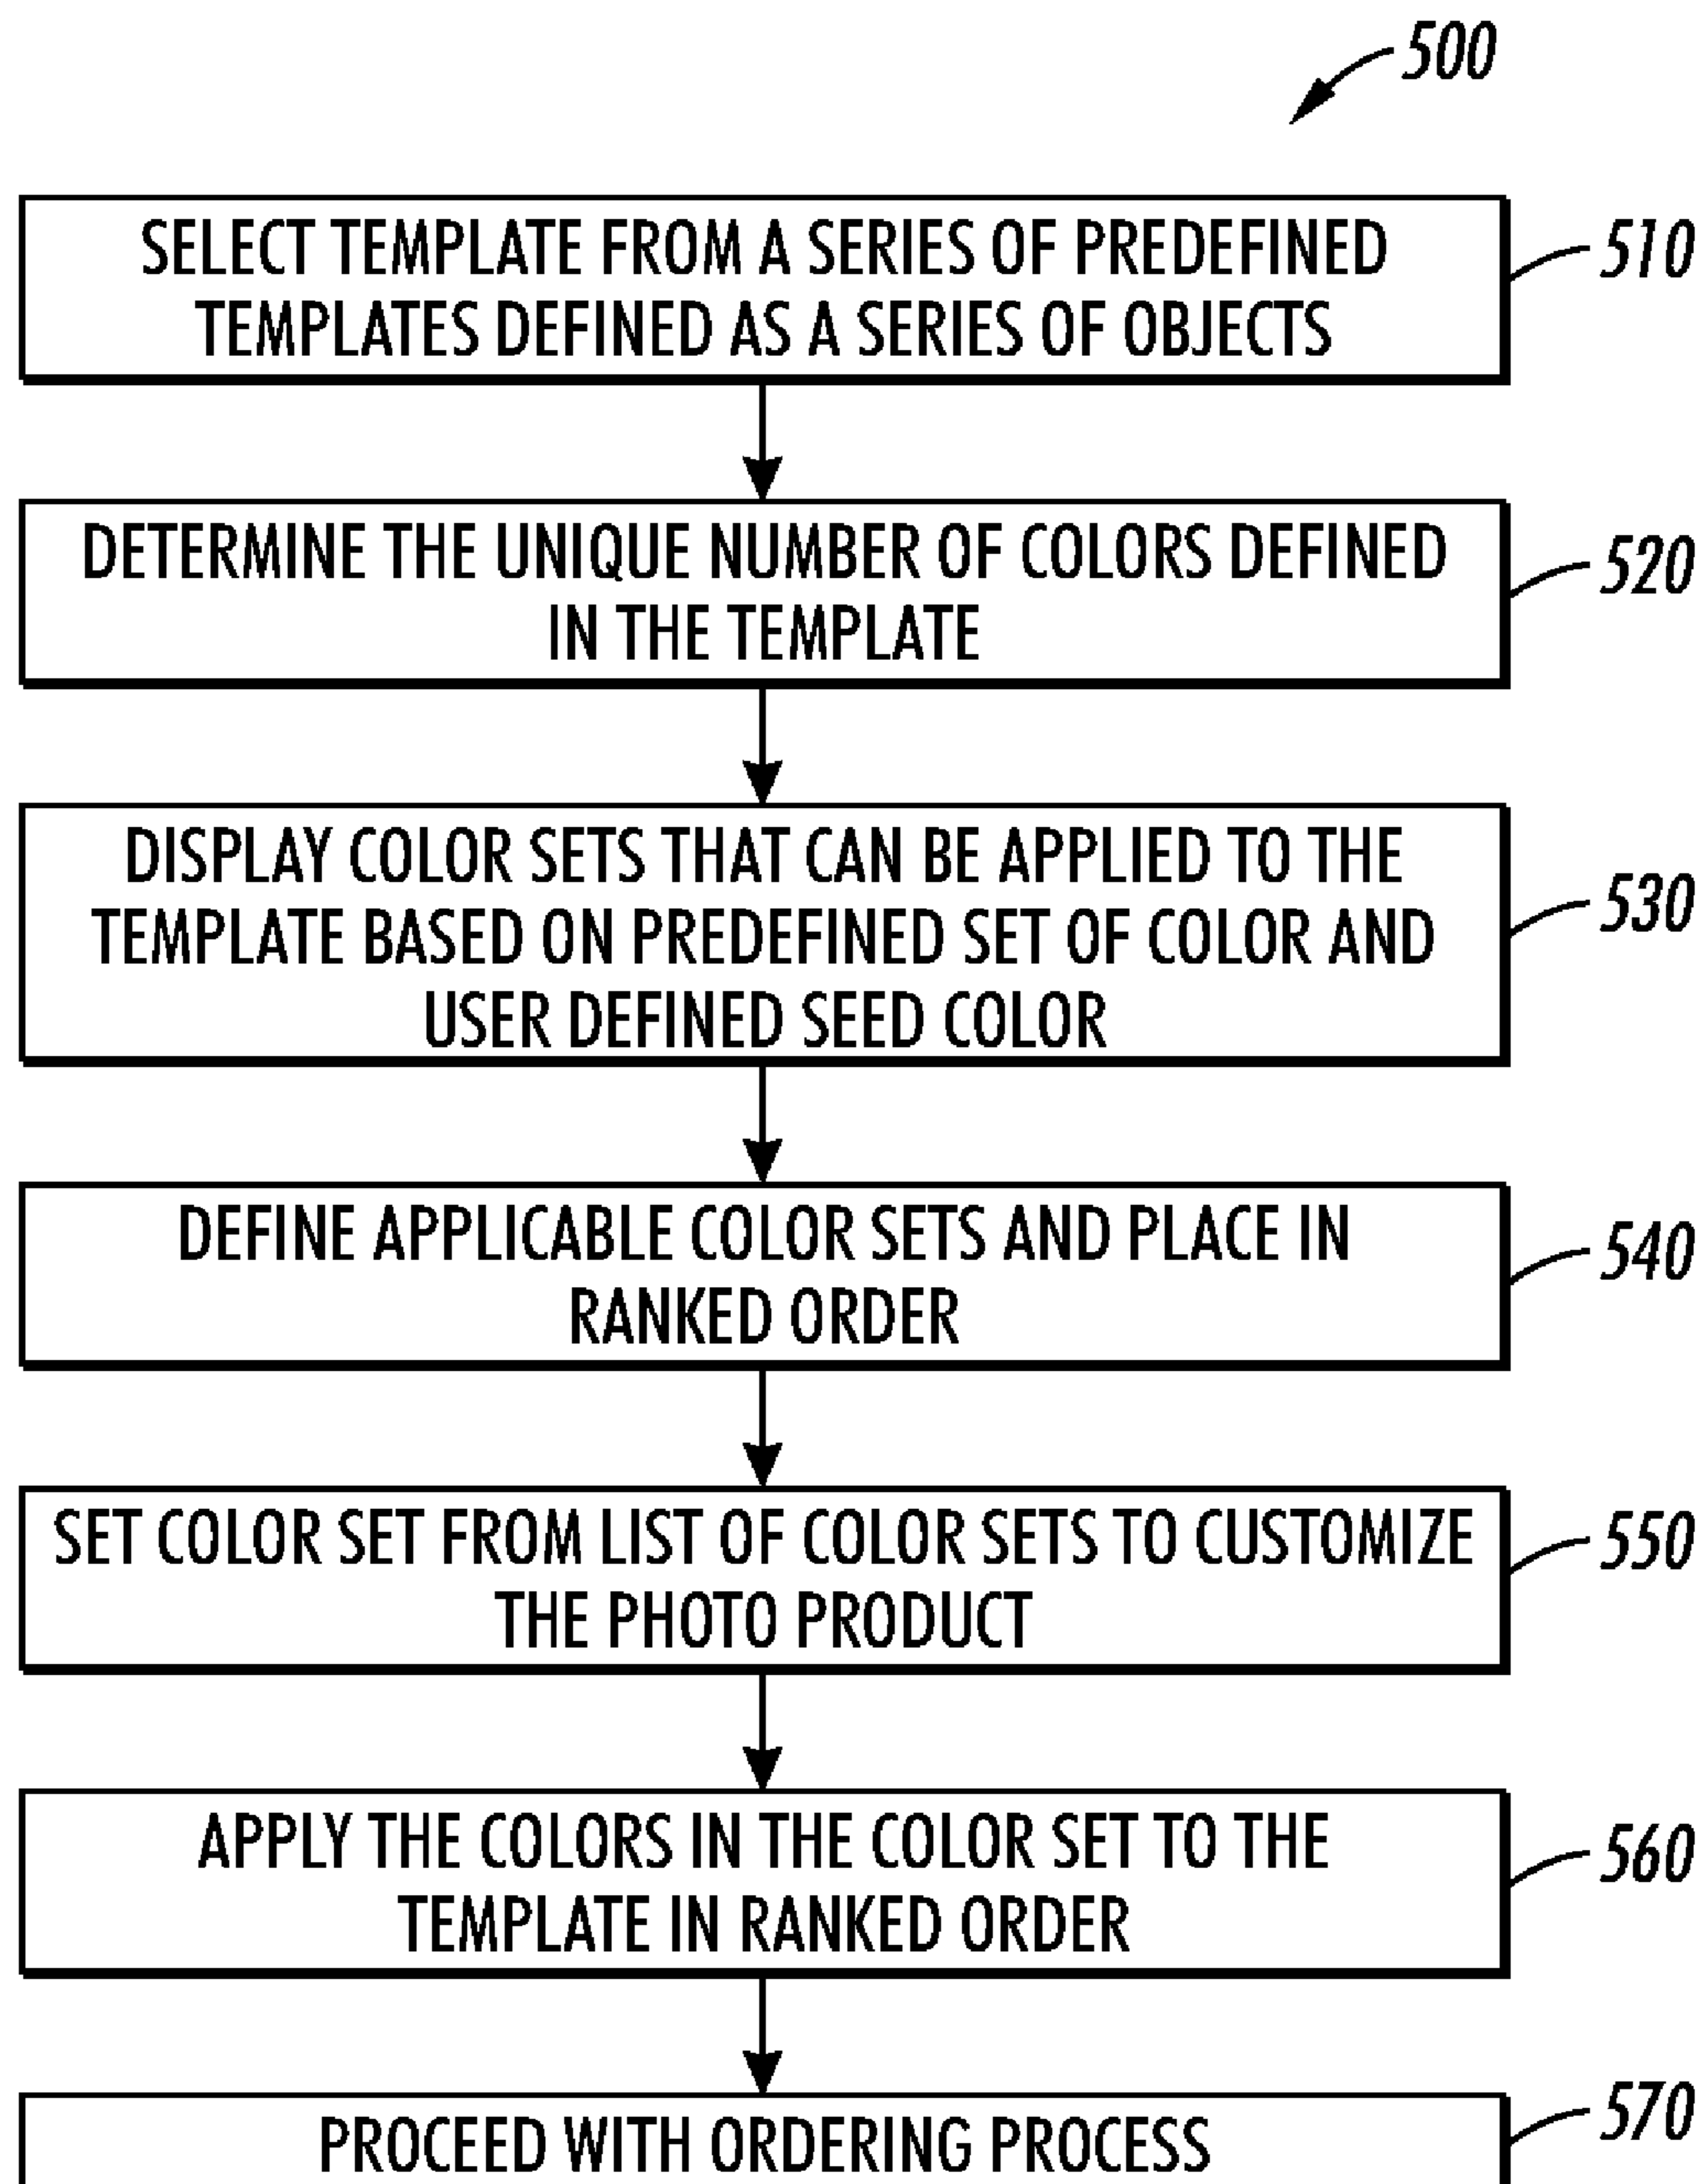 500
SELECT TEMPLATE FROM A SERIES OF PREDEFINED
TEMPLATES DEFINED AS A SERIES OF OBJECTS
510
DETERMINE THE UNIQUE NUMBER OF COLORS DEFINED
IN THE TEMPLATE
520
DISPLAY COLOR SETS THAT CAN BE APPLIED TO THE
TEMPLATE BASED ON PREDEFINED SET OF COLOR AND
USER DEFINED SEED COLOR
530
DEFINE APPLICABLE COLOR SETS AND PLACE IN
RANKED ORDER
540
SET COLOR SET FROM LIST OF COLOR SETS TO CUSTOMIZE
THE PHOTO PRODUCT
550
APPLY THE COLORS IN THE COLOR SET TO THE
TEMPLATE IN RANKED ORDER
560
PROCEED WITH ORDERING PROCESS
570